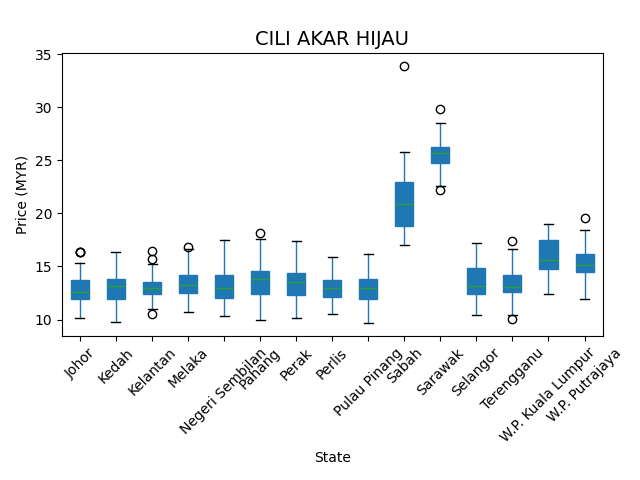 CILI AKAR HIJAU
35
30
25
20
15
10
Price (MYR)
Johor
Kedah
Kelantan
Melaka
Negeri Sembilan
Pahang
Perak
Perlis
Pulau Pinang
Sabah
Sarawak
Selangor
Terengganu
W.P. Kuala Lumpur
W.P. Putrajaya
State